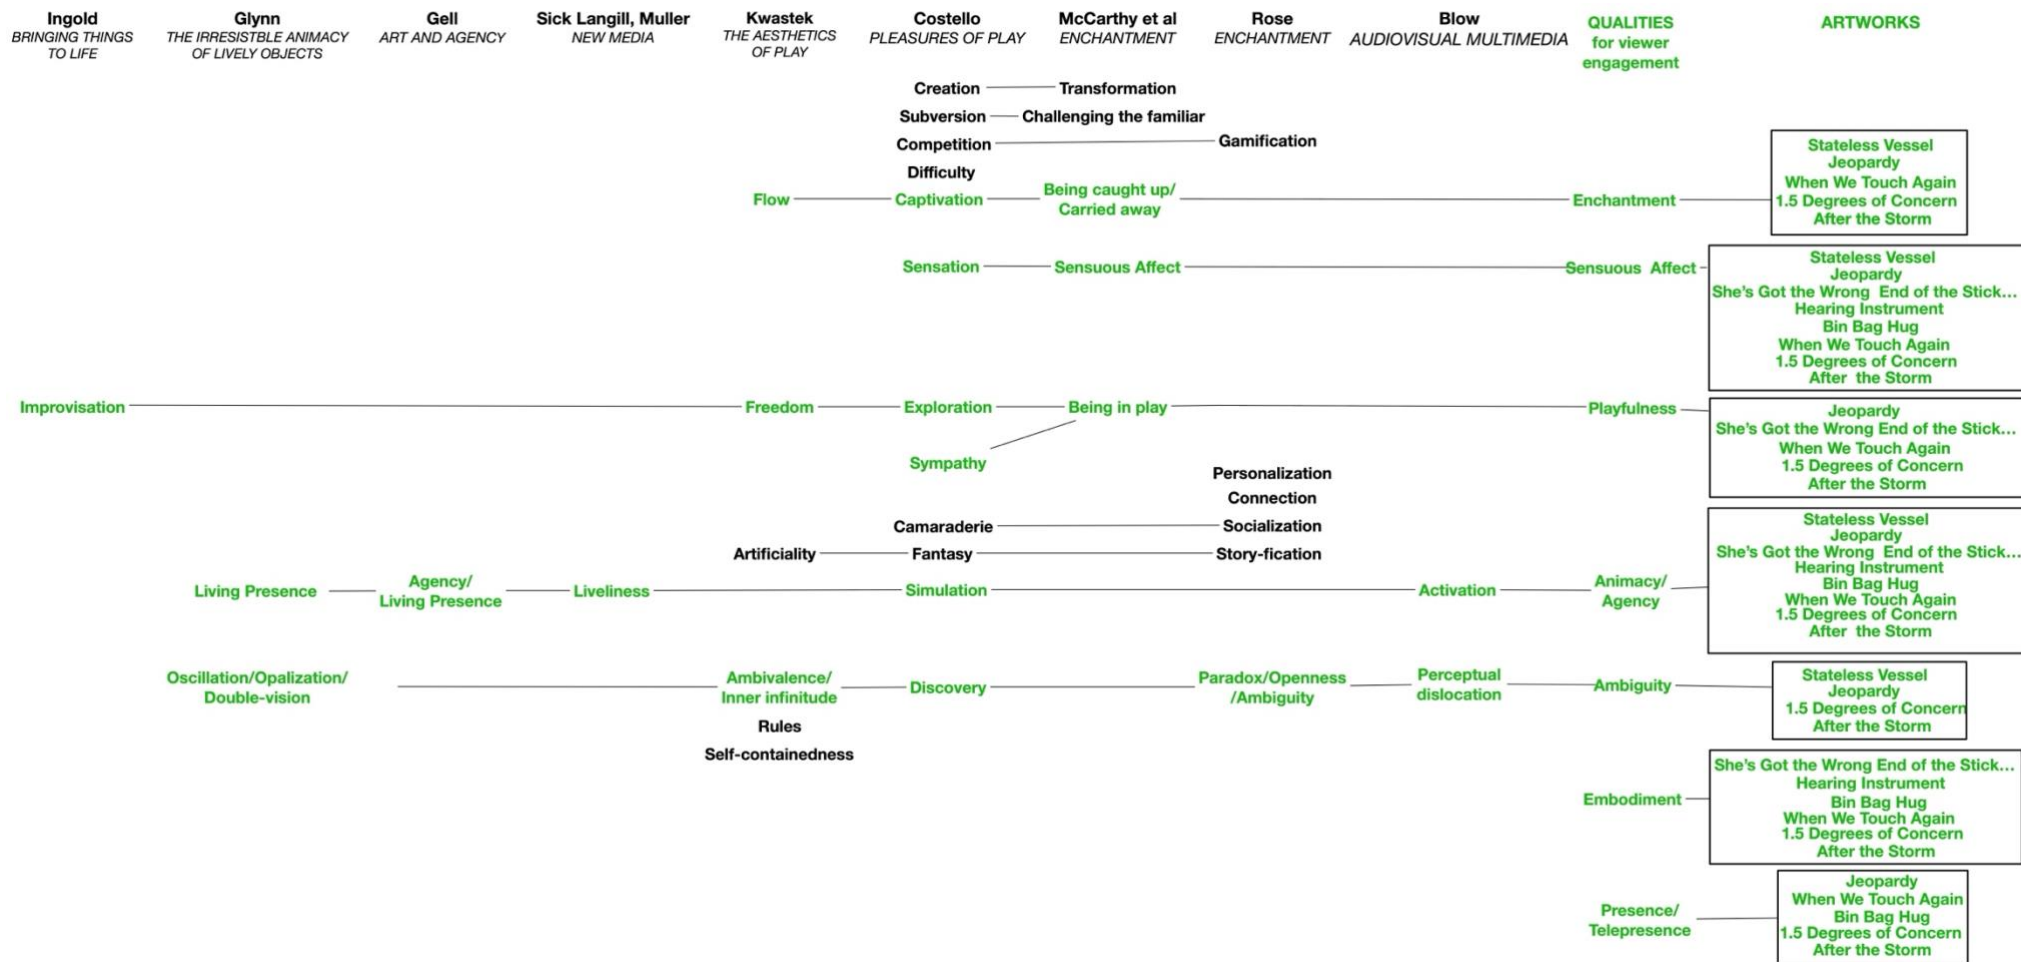 Ingold
BRINGING THINGS
TO LIFE
Glynn
THE IRRESISTBLE ANIMACY
OF LIVELY OBJECTS
Gell
ART AND AGENCY
Sick Langill, Muller
NEW MEDIA
Kwastek
THE AESTHETICS
OF PLAY
Costello
PLEASURES OF PLAY
McCarthy et al
ENCHANTMENT
Rose
ENCHANTMENT
Blow
AUDIOVISUAL MULTIMEDIA
QUALITIES
for viewer
engagement
ARTWORKS
Creation
Transformation
Subversion
Challenging the familiar
Competition
Gamification
Difficulty
Flow
Captivation
Being caught up/
Carried away
Enchantment
Stateless Vessel
Jeopardy
When We Touch Again
1.5 Degrees of Concern
After the Storm
Sensation
Sensuous Affect
Sensuous Affect
Stateless Vessel
Jeopardy
She's Got the Wrong End of the Stick...
Hearing Instrument
Bin Bag Hug
When We Touch Again
1.5 Degrees of Concern
After the Storm
Improvisation
Freedom
Exploration
Being in play
Playfulness
Jeopardy
She's Got the Wrong End of the Stick...
When We Touch Again
1.5 Degrees of Concern
After the Storm
Sympathy
Personalization
Connection
Camaraderie
Socialization
Artificiality
Fantasy
Story-fication
Living Presence
Agency/
Living Presence
Liveliness
Simulation
Activation
Animacy/
Agency
Stateless Vessel
Jeopardy
She's Got the Wrong End of the Stick...
Hearing Instrument
Bin Bag Hug
When We Touch Again
1.5 Degrees of Concern
After the Storm
Oscillation/Opalization/
Double-vision
Ambivalence/
Inner infinitude
Discovery
Paradox/Openness
/Ambiguity
Perceptual
dislocation
Ambiguity
Stateless Vessel
Jeopardy
1.5 Degrees of Concern
After the Storm
Rules
Self-containedness
Embodiment
She's Got the Wrong End of the Stick...
Hearing Instrument
Bin Bag Hug
When We Touch Again
1.5 Degrees of Concern
After the Storm
Presence/
Telepresence
Jeopardy
When We Touch Again
Bin Bag Hug
1.5 Degrees of Concern
After the Storm